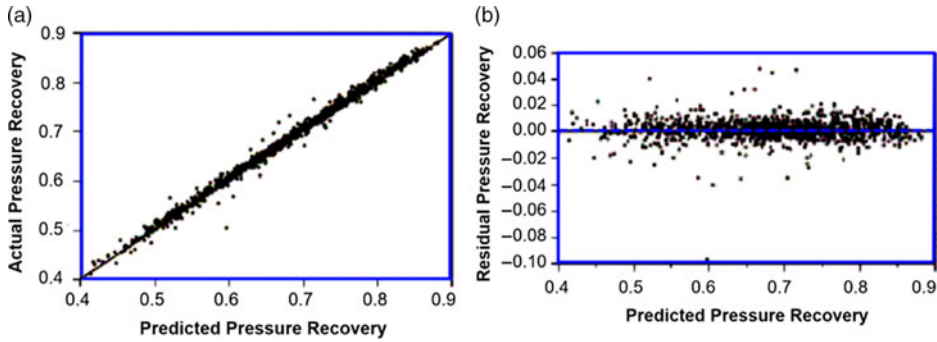 (a)
Actual Pressure Recovery
0.9
0.8
0.7
0.6
0.5
0.4
0.4 0.5 0.6 0.7 0.8 0.9
Predicted Pressure Recovery
(b)
Residual Pressure Recovery
0.06
0.04
0.02
0.00
−0.02
−0.04
−0.06
−0.08
−0.10
0.4 0.5 0.6 0.7 0.8 0.9
Predicted Pressure Recovery